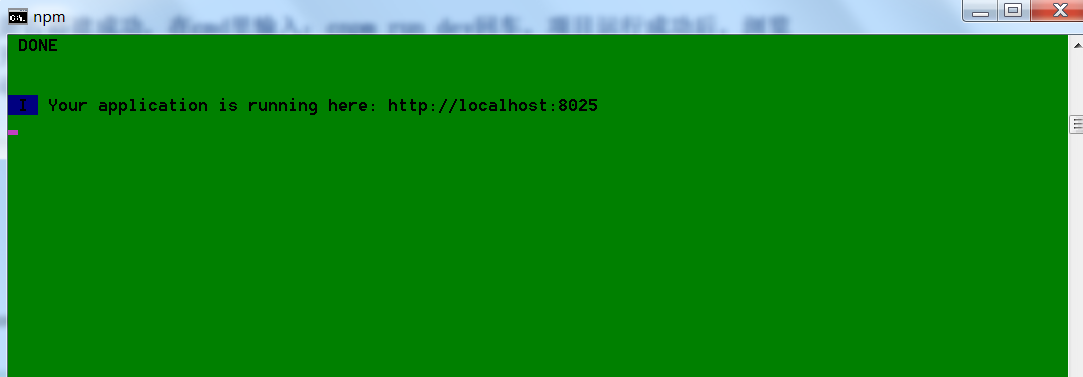 npm
DONE
I Your application is running here: http://localhost:8025